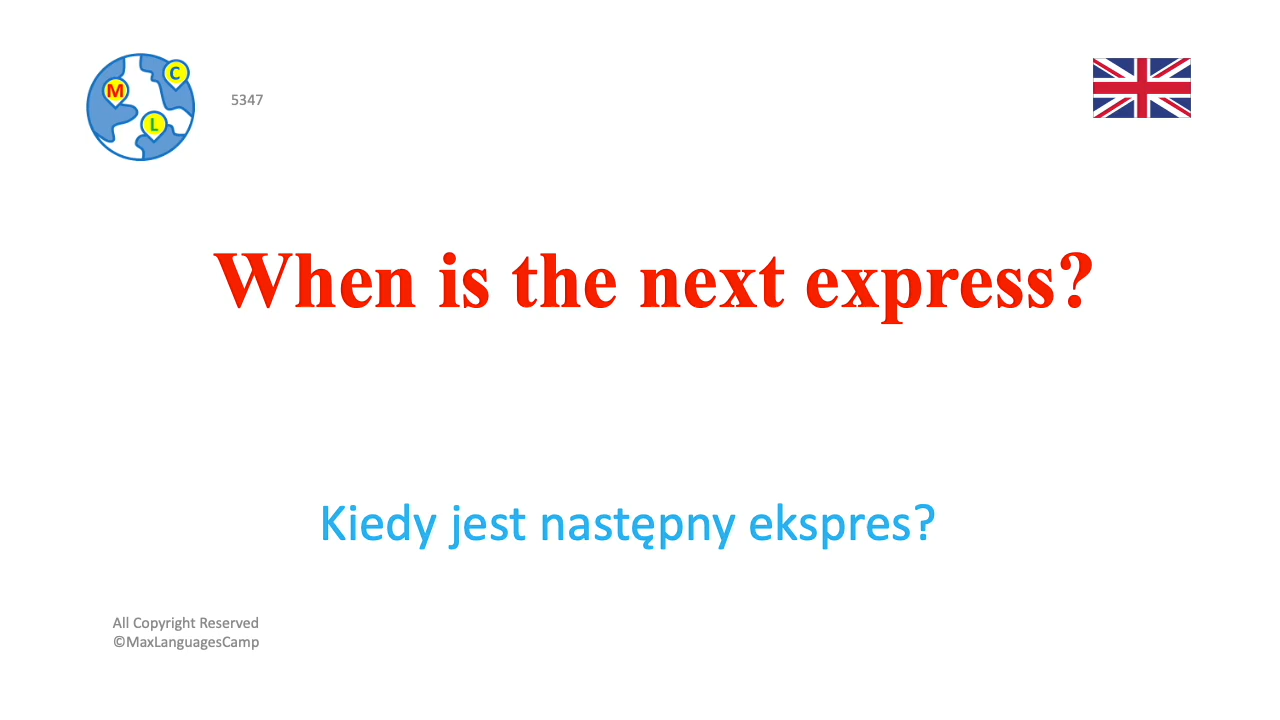 M
C
L
5347
When is the next express?
Kiedy jest następny ekspres?
All Copyright Reserved
©MaxLanguagesCamp